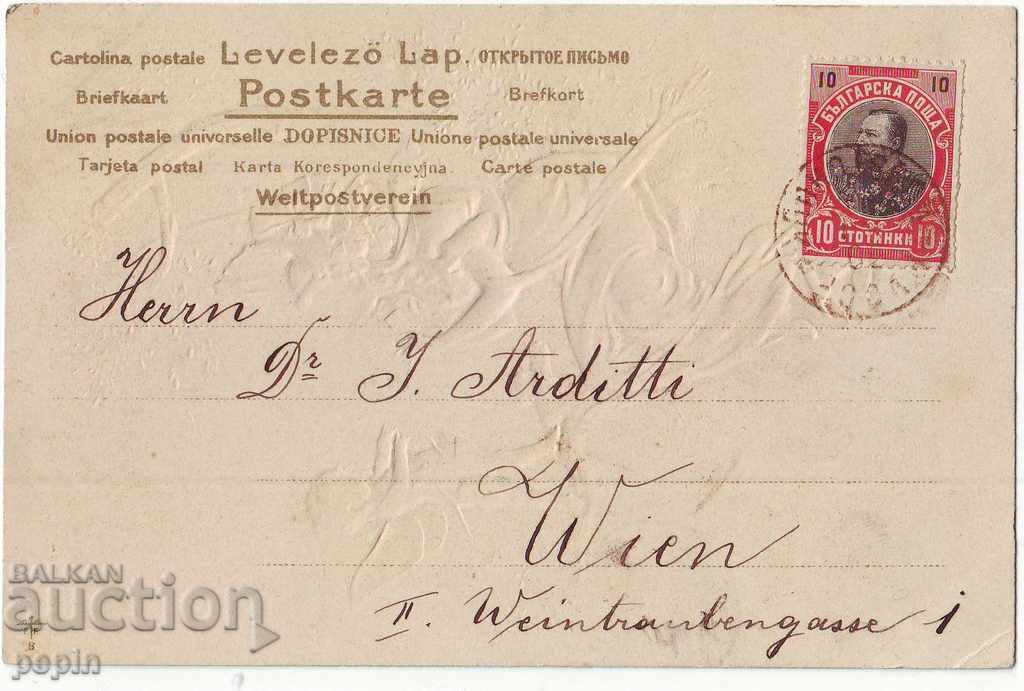 Cartolina postale Levelező Lap. ОТКРЫТОЕ ПИСЬМО
Briefkaart Postkarte Brefkort
Union postale universelle DOPISNICE Unione postale universale
Tarjeta postal Karta Korespondencyjna. Carte postale
Weltpostverein
10 10
БЪЛГАРСКА ПОЩА
10 СТОТИНКИ 10
Herrn
Dr J. Arditti
Wien
II. Weintraubengasse 1
BALKAN
auction
B
pepin